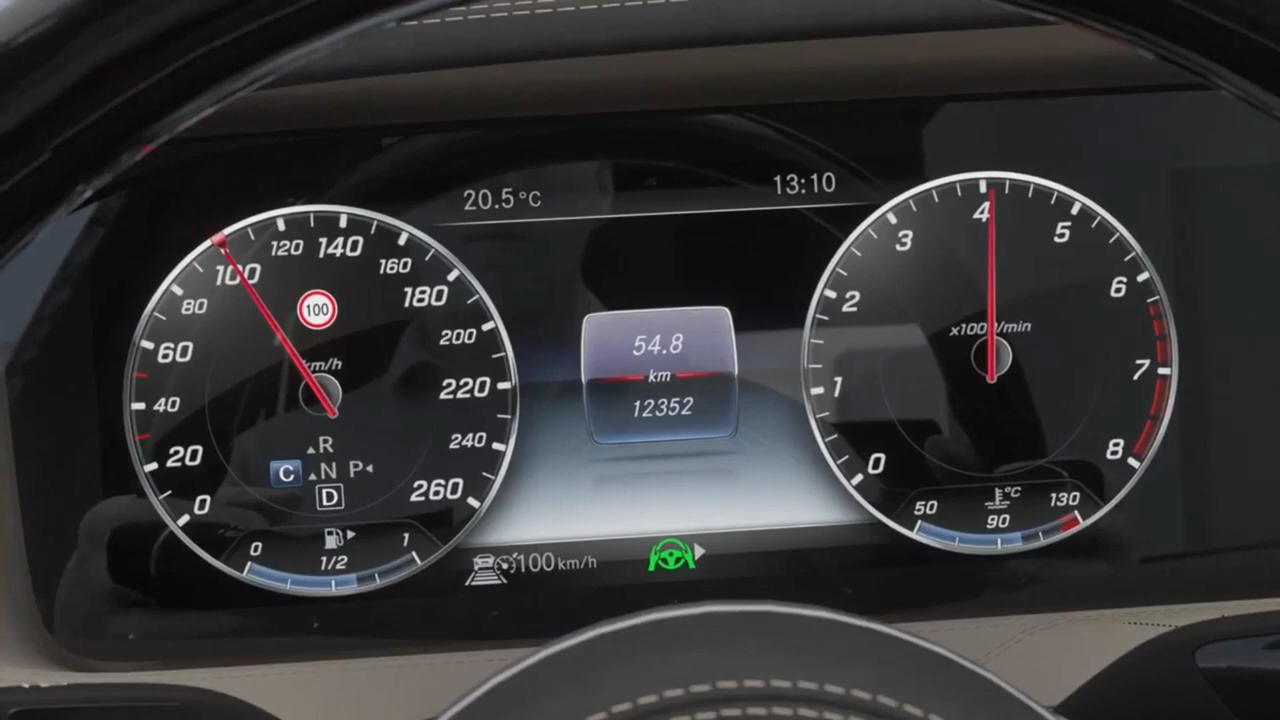 20.5°C 13:10
0 20 40 60 80 100 120 140 160 180 200 220 240 260
100
km/h
R
C N P
D
0 1/2 1
54.8
km
12352
100 km/h
0 1 2 3 4 5 6 7 8
°C
50 90 130